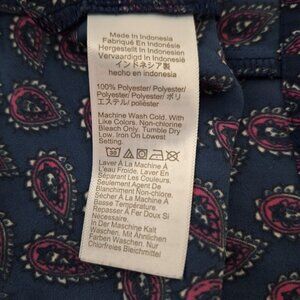 Made In Indonesia
Fabriqué En Indonésie
Hergestellt In Indonesien
Vervaardigd In Indonesië
インドネシア製
hecho en indonesia
100% Polyester/Polyester/
Polyester/Polyester/ ポリ
エステル/ poliéster
Machine Wash Cold, With
Like Colors. Non-chlorine
Bleach Only. Tumble Dry
Low. Iron On Lowest
Setting.
Laver À La Machine À
L'eau Froide. Laver En
Séparant Les Couleurs.
Seulement Agent De
Blanchiment Non-chlore.
Sécher À La Machine À
Basse Température.
Repasser À Fer Doux Si
Necessaire.
In Der Maschine Kalt
Waschen. Mit Ähnlichen
Farben Waschen. Nur
Chlorfreies Bleichmittel